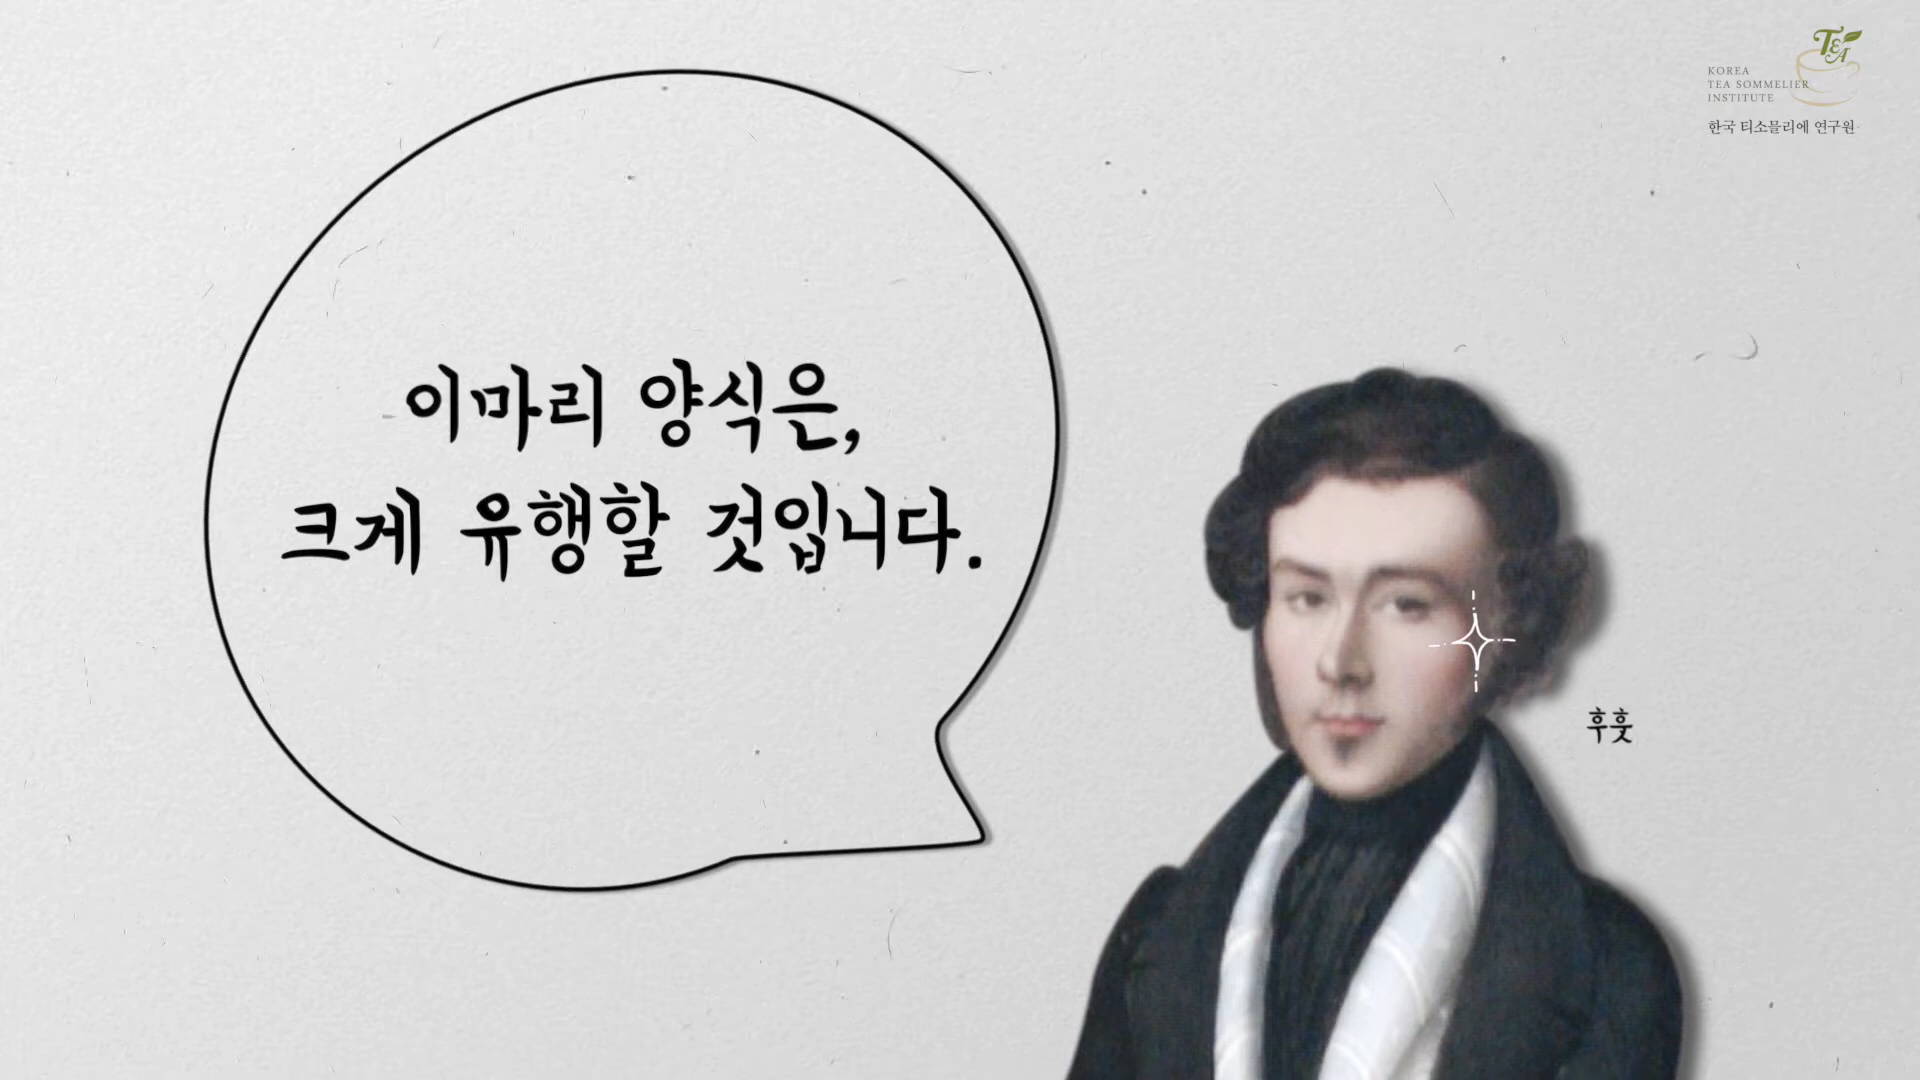 TEA
KOREA
TEA SOMMELIER
INSTITUTE
한국 티소믈리에 연구원
이마리 양식은,
크게 유행할 것입니다.
후훗